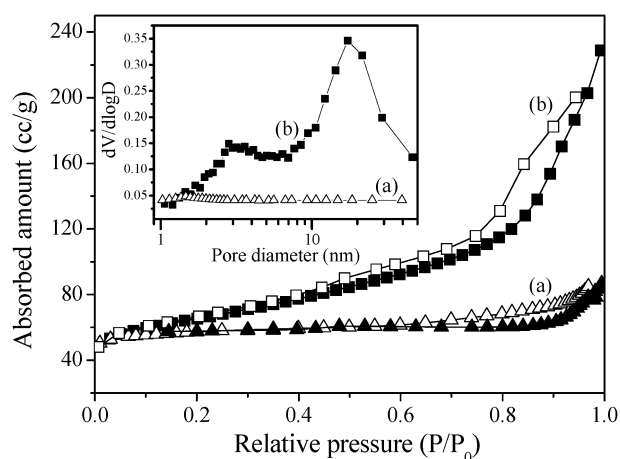 240
200
160
120
80
40
Absorbed amount (cc/g)
0.0 0.2 0.4 0.6 0.8 1.0
Relative pressure (P/P0)
(b)
(a)
0.35
0.30
0.25
0.20
0.15
0.10
0.05
dV/dlogD
1 10
Pore diameter (nm)
(b)
(a)